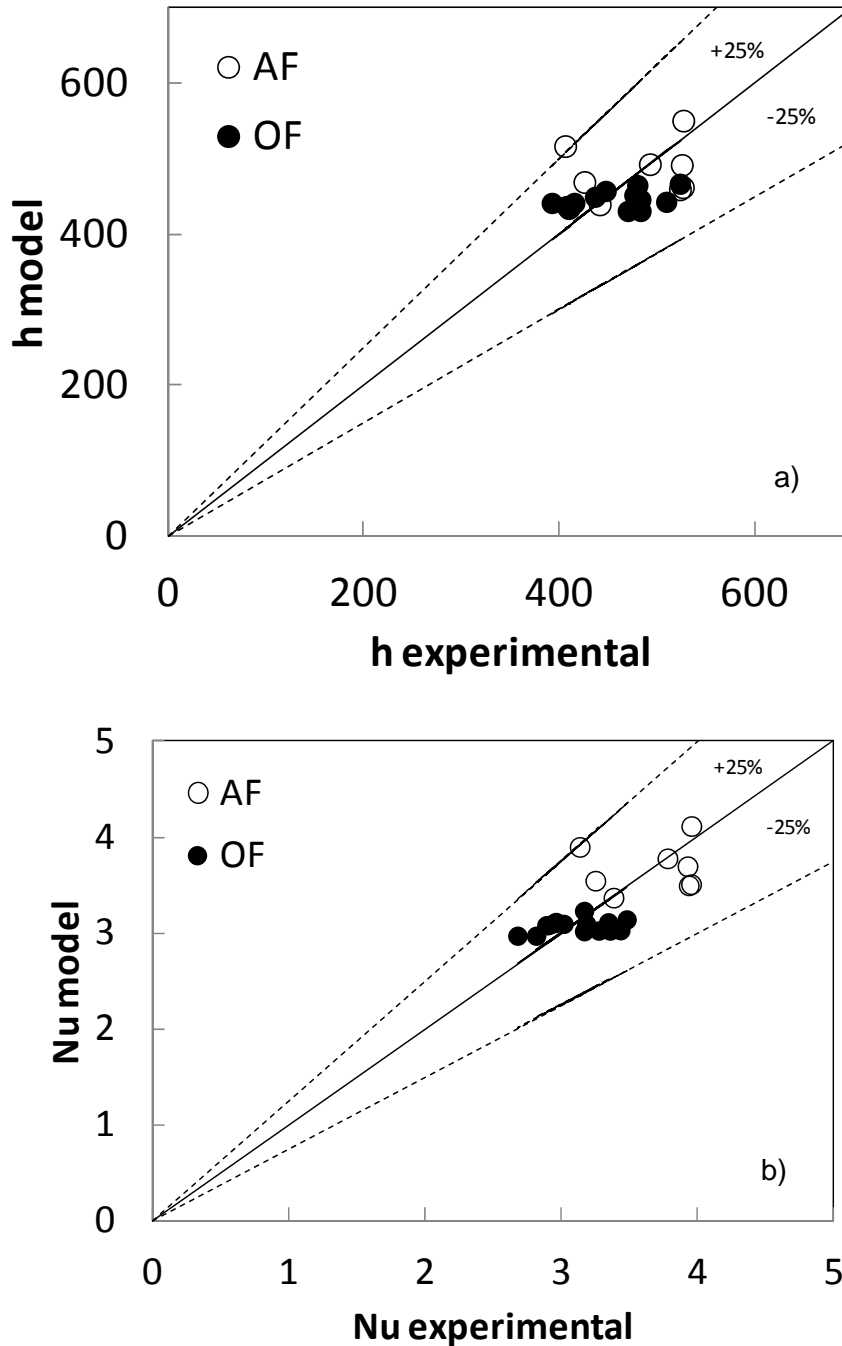 600
400
200
0
h model
AF
OF
+25%
-25%
a)
0 200 400 600
h experimental
5
4
3
2
1
0
Nu model
AF
OF
+25%
-25%
b)
0 1 2 3 4 5
Nu experimental